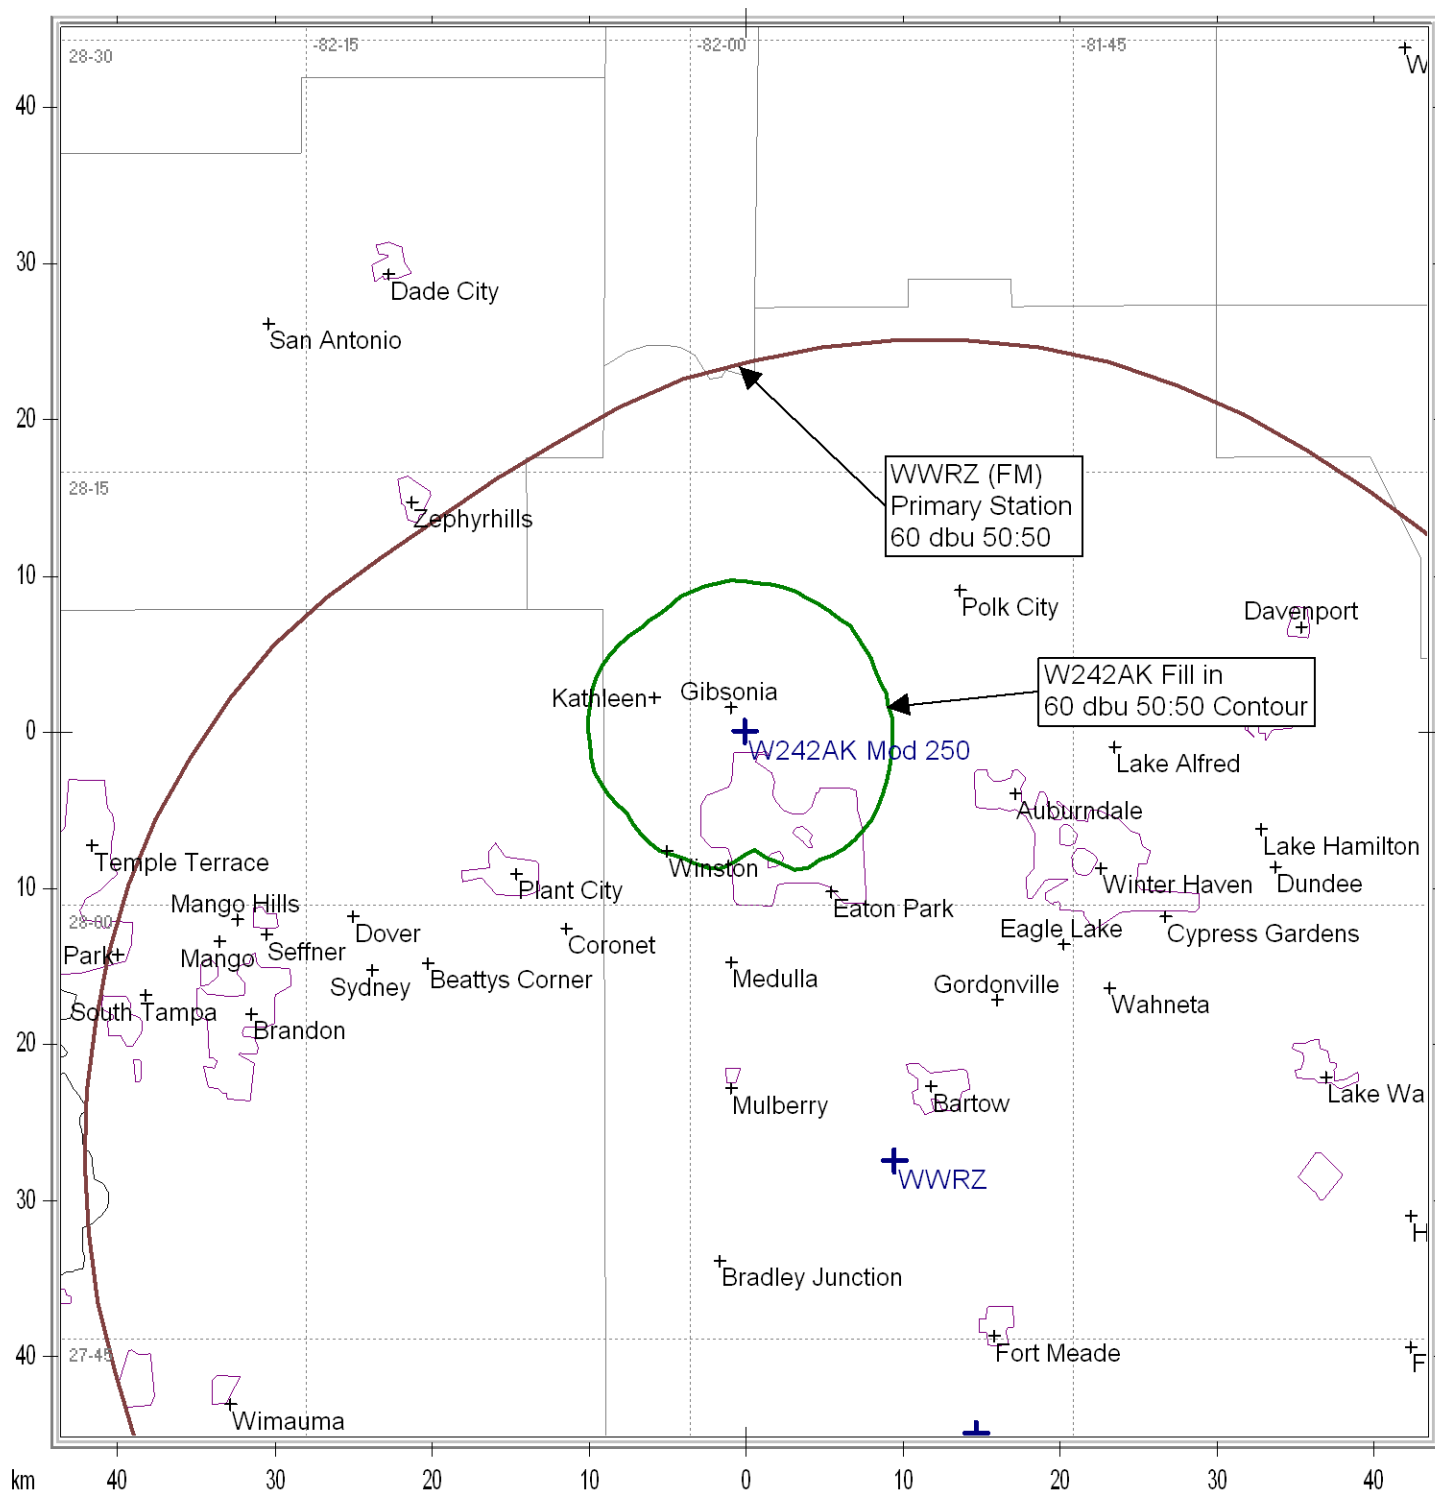 28-30
-82-15
-82-00
-81-45
W
40
Dade City
30
San Antonio
20
WWRZ (FM)
Primary Station
60 dbu 50:50
28-15
Zephyrhills
10
Polk City
Davenport
W242AK Fill in
60 dbu 50:50 Contour
Kathleen
Gibsonia
0
W242AK Mod 250
Lake Alfred
Auburndale
Temple Terrace
Winston
Lake Hamilton
Plant City
Winter Haven
Dundee
10
Mango Hills
Eaton Park
28-00
Dover
Eagle Lake
Cypress Gardens
Park
Mango
Seffner
Coronet
Sydney
Beattys Corner
Medulla
Gordonville
Wahneta
South Tampa
Brandon
20
Mulberry
Bartow
Lake Wa
WWRZ
30
H
Bradley Junction
27-45
40
Fort Meade
F
Wimauma
km
40
30
20
10
0
10
20
30
40